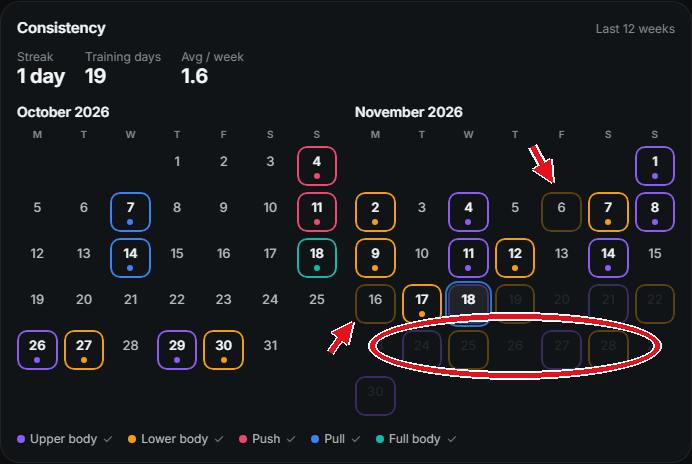 Consistency
Last 12 weeks
Streak Training days Avg / week
1 day 19 1.6
October 2026
M T W T F S S
1 2 3 4
5 6 7 8 9 10 11
12 13 14 15 16 17 18
19 20 21 22 23 24 25
26 27 28 29 30 31
November 2026
M T W T F S S
1
2 3 4 5 6 7 8
9 10 11 12 13 14 15
16 17 18 19 20 21 22
24 25 26 27 28
30
Upper body ✓ Lower body ✓ Push ✓ Pull ✓ Full body ✓